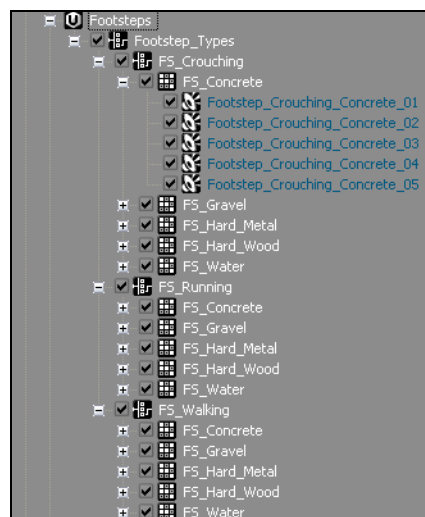 Footsteps
Footstep_Types
FS_Crouching
FS_Concrete
Footstep_Crouching_Concrete_01
Footstep_Crouching_Concrete_02
Footstep_Crouching_Concrete_03
Footstep_Crouching_Concrete_04
Footstep_Crouching_Concrete_05
FS_Gravel
FS_Hard_Metal
FS_Hard_Wood
FS_Water
FS_Running
FS_Concrete
FS_Gravel
FS_Hard_Metal
FS_Hard_Wood
FS_Water
FS_Walking
FS_Concrete
FS_Gravel
FS_Hard_Metal
FS_Hard_Wood
FS_Water